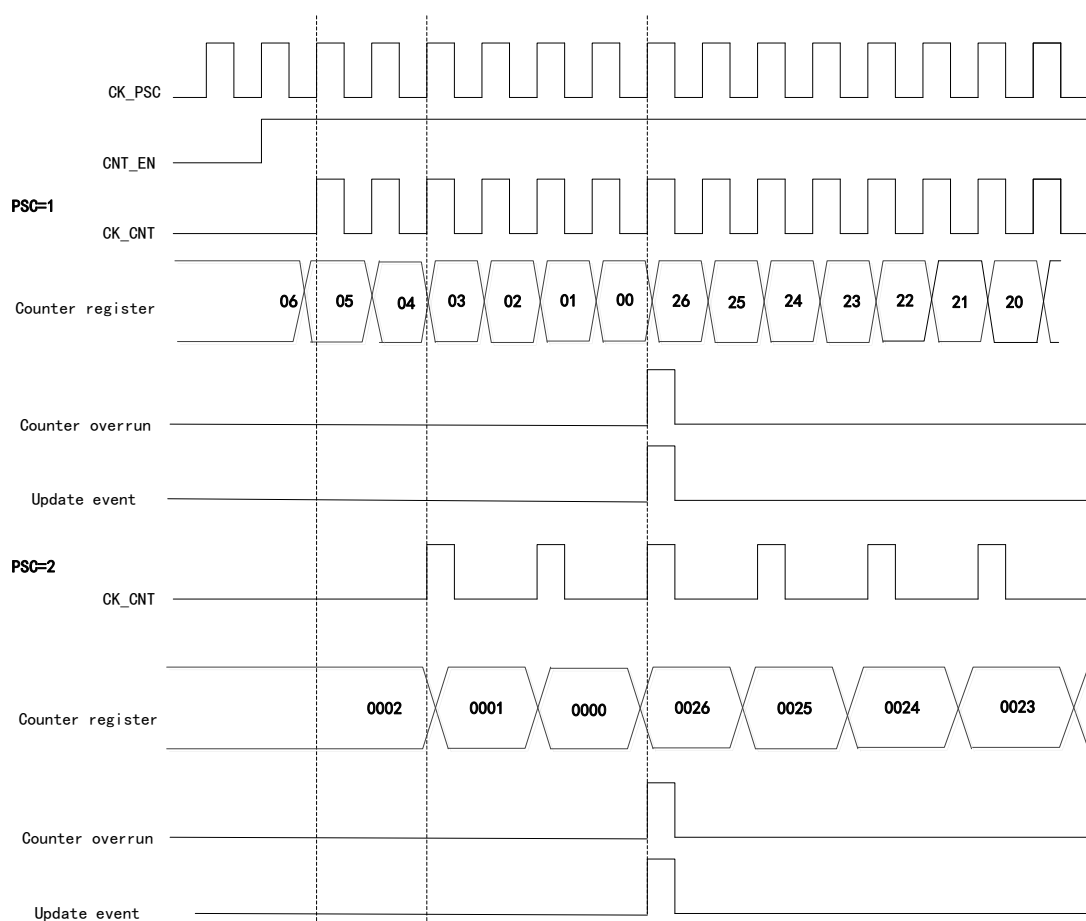 CK_PSC
CNT_EN
PSC=1
CK_CNT
Counter register 06 05 04 03 02 01 00 26 25 24 23 22 21 20
Counter overrun
Update event
PSC=2
CK_CNT
Counter register 0002 0001 0000 0026 0025 0024 0023
Counter overrun
Update event